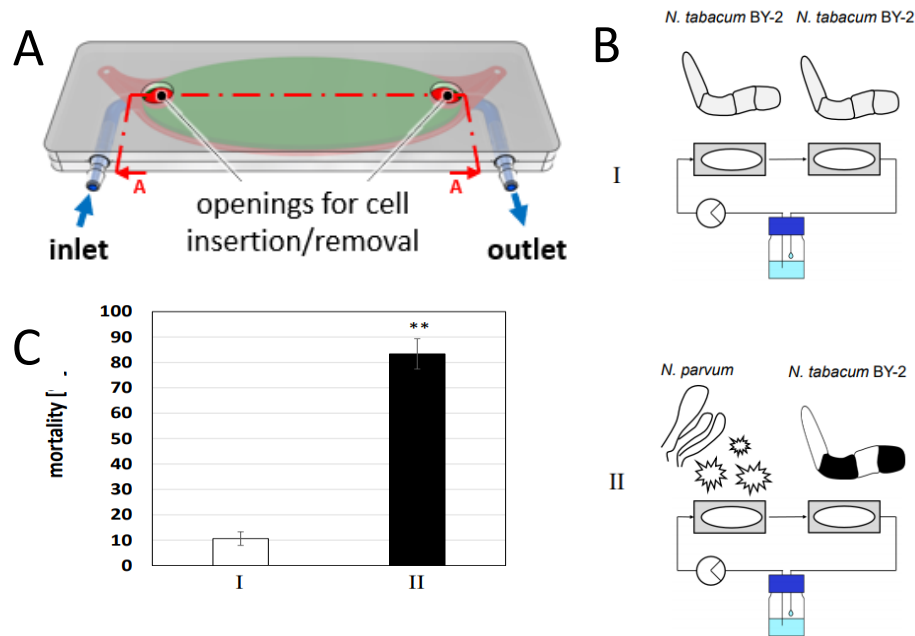 A
A
A
openings for cell
insertion/removal
inlet
outlet
B
N. tabacum BY-2
N. tabacum BY-2
I
C
100
90
80
70
60
50
40
30
20
10
0
mortality [
**
I
II
N. parvum
N. tabacum BY-2
II